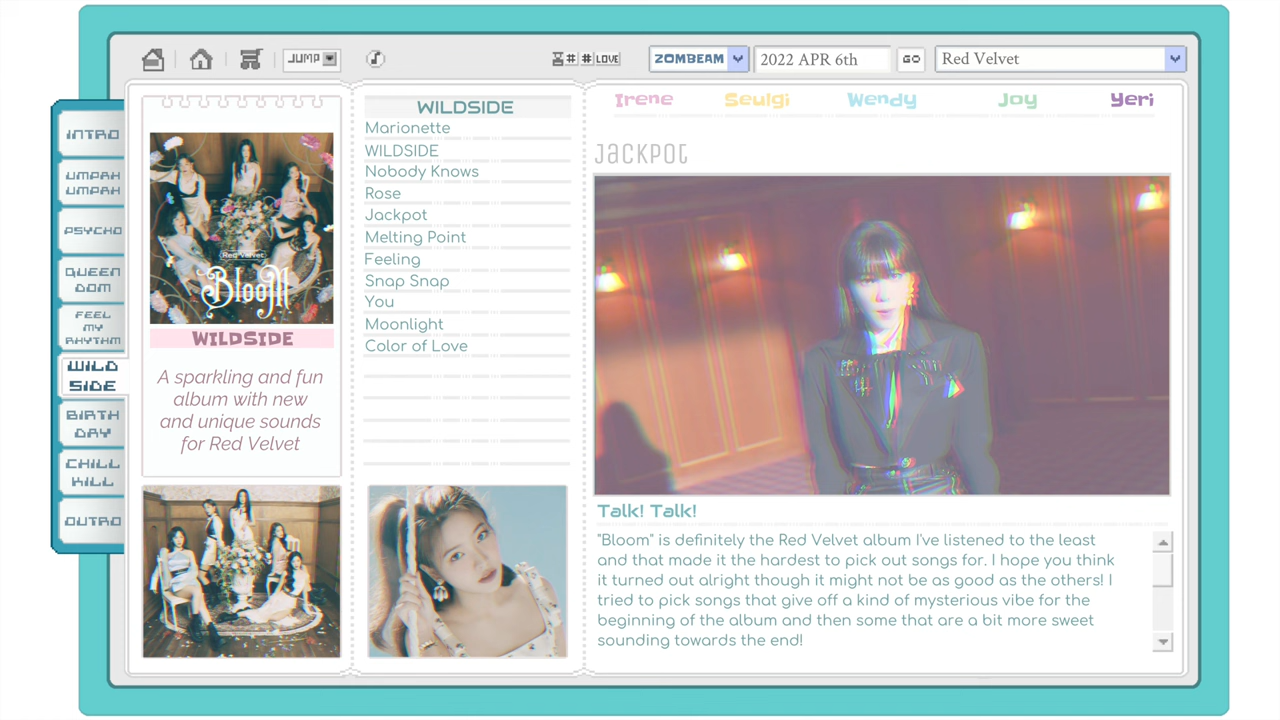 JUMP
# # LOVE
ZOMBEAM
2022 APR 6th
GO
Red Velvet
INTRO
UMPAH
UMPAH
PSYCHO
QUEEN
DOM
FEEL
MY
RHYTHM
WILD
SIDE
BIRTH
DAY
CHILL
KILL
OUTRO
Red Velvet
BlooM
WILDSIDE
A sparkling and fun
album with new
and unique sounds
for Red Velvet
WILDSIDE
Marionette
WILDSIDE
Nobody Knows
Rose
Jackpot
Melting Point
Feeling
Snap Snap
You
Moonlight
Color of Love
Irene Seulgi Wendy Joy Yeri
Jackpot
Talk! Talk!
"Bloom" is definitely the Red Velvet album I've listened to the least
and that made it the hardest to pick out songs for. I hope you think
it turned out alright though it might not be as good as the others! I
tried to pick songs that give off a kind of mysterious vibe for the
beginning of the album and then some that are a bit more sweet
sounding towards the end!